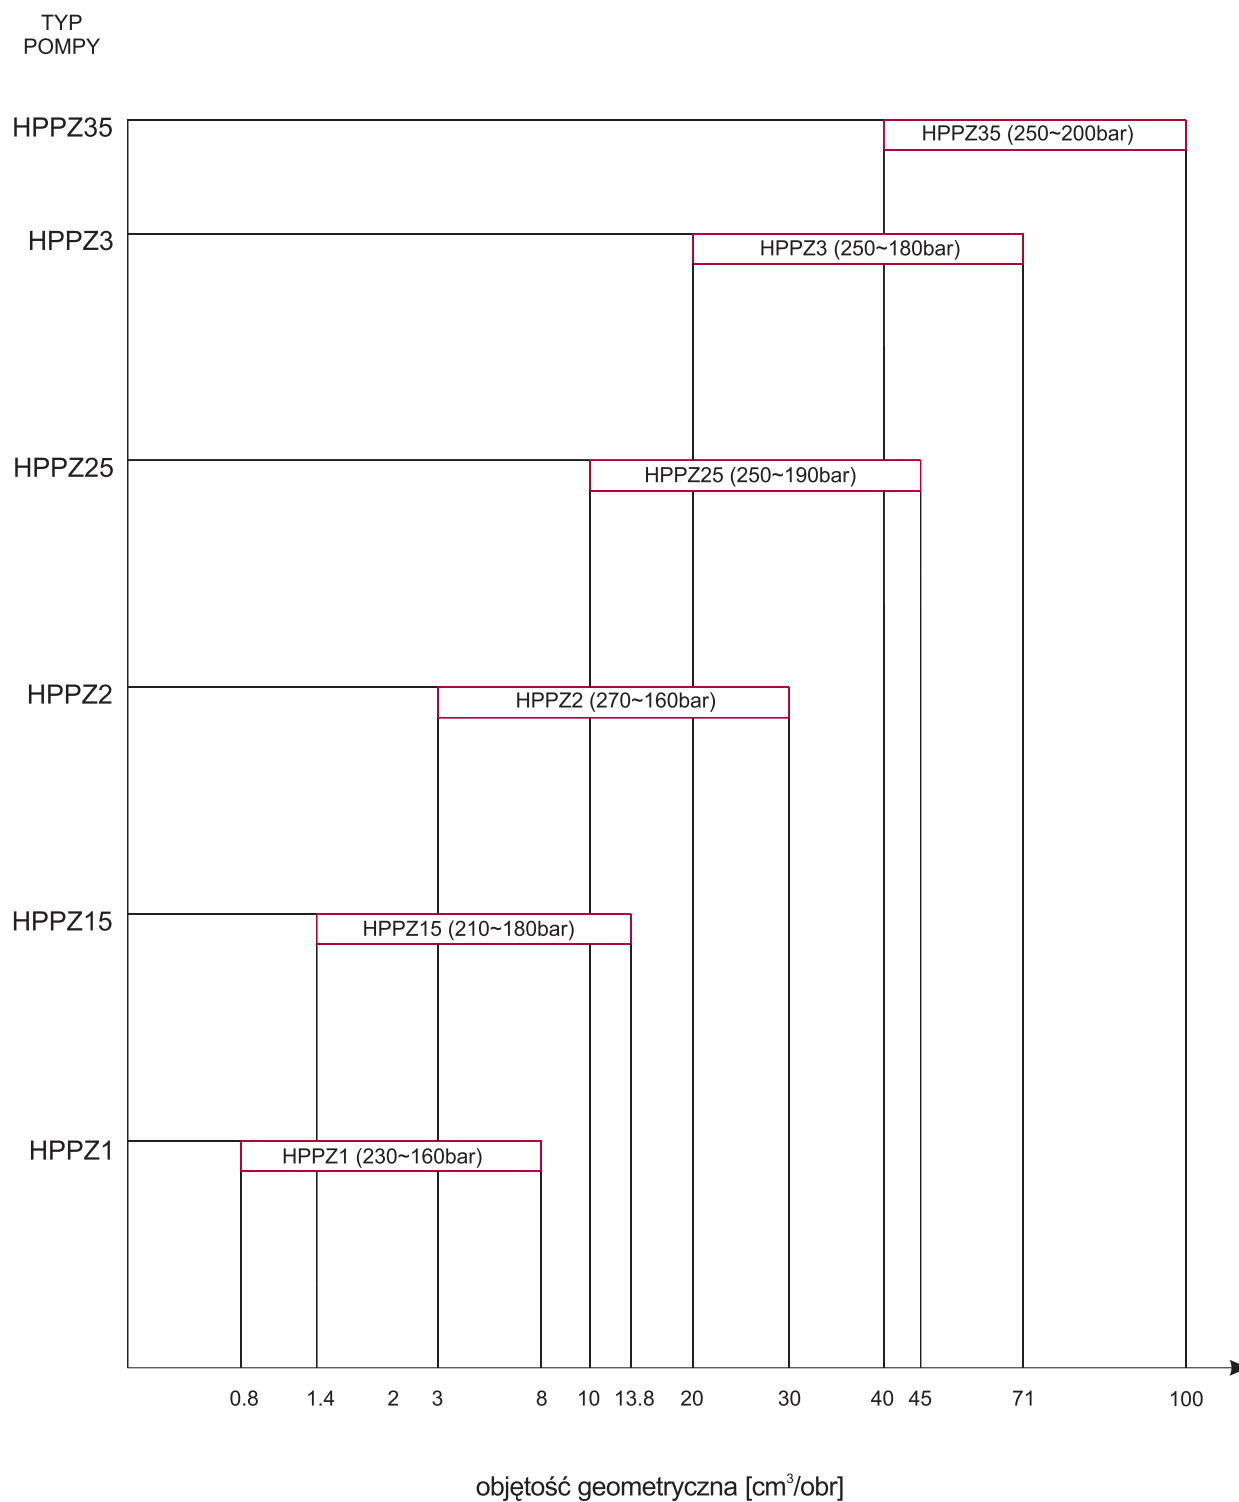 TYP
POMPY
HPPZ35
HPPZ35 (250~200bar)
HPPZ3
HPPZ3 (250~180bar)
HPPZ25
HPPZ25 (250~190bar)
HPPZ2
HPPZ2 (270~160bar)
HPPZ15
HPPZ15 (210~180bar)
HPPZ1
HPPZ1 (230~160bar)
0.8 1.4 2 3 8 10 13.8 20 30 40 45 71 100
objętość geometryczna [cm³/obr]